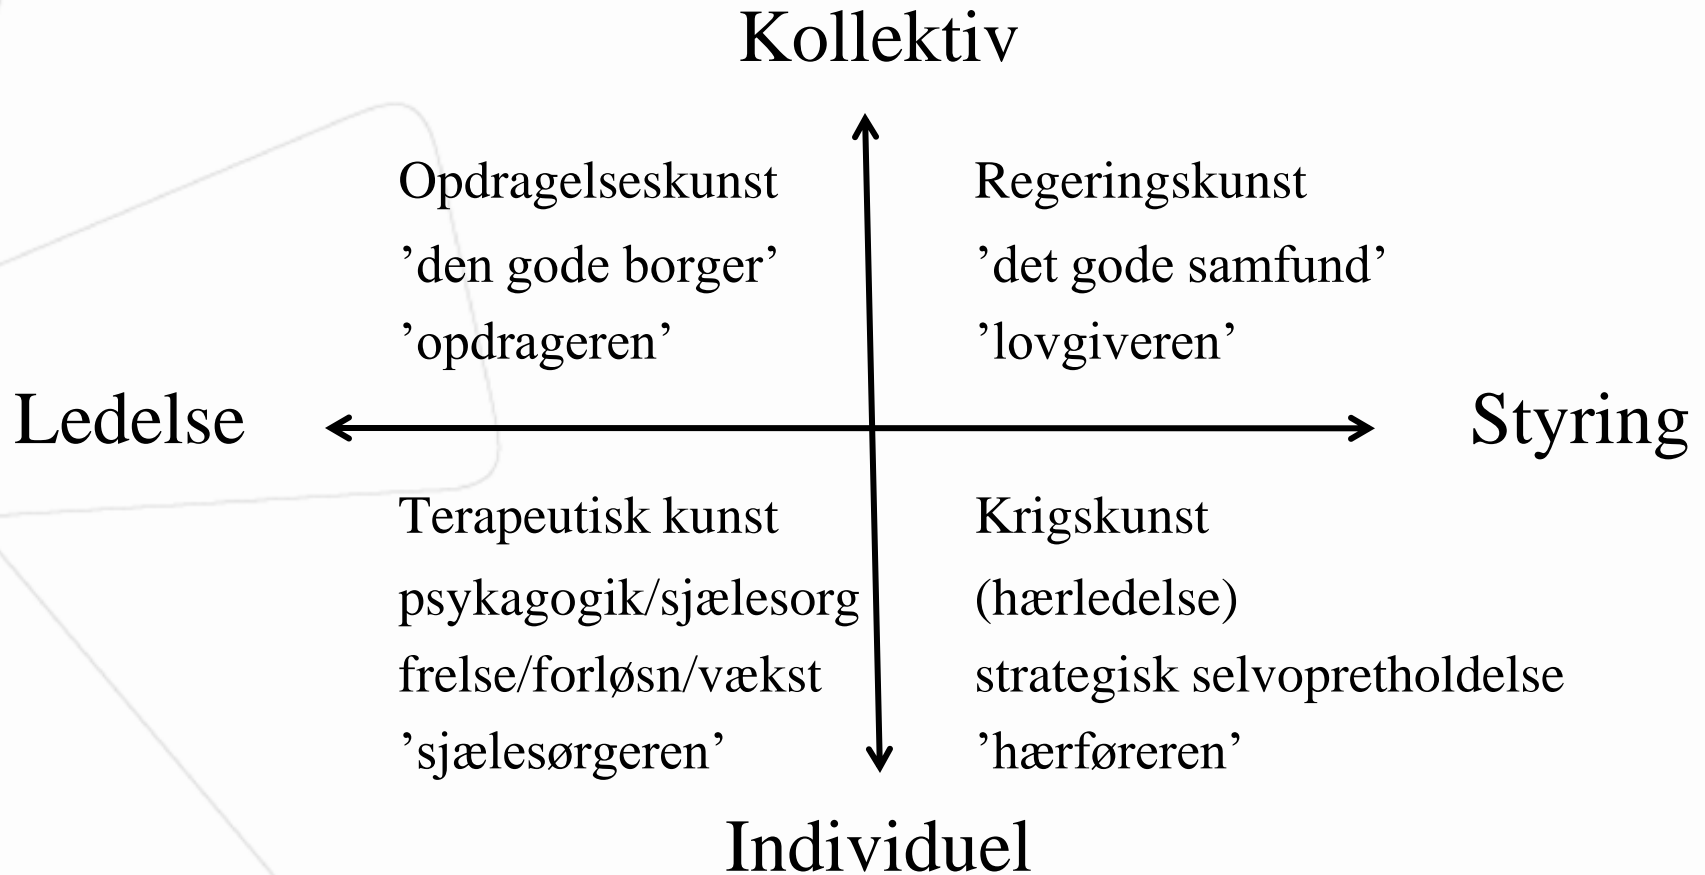 Kollektiv
Opdragelseskunst
’den gode borger’
’opdrageren’
Regeringskunst
’det gode samfund’
’lovgiveren’
Ledelse
Styring
Terapeutisk kunst
psykagogik/sjælesorg
frelse/forløsn/vækst
’sjælesørgeren’
Krigskunst
(hærledelse)
strategisk selvopretholdelse
’hærføreren’
Individuel